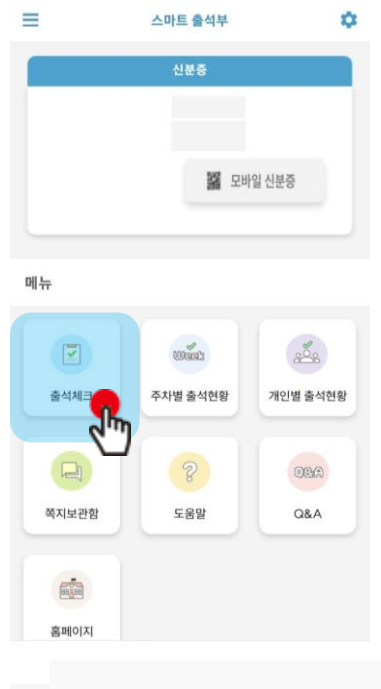 스마트 출석부
신분증
모바일 신분증
메뉴
출석체크
Week
주차별 출석현황
개인별 출석현황
쪽지보관함
?
도움말
Q&A
Q&A
홈페이지